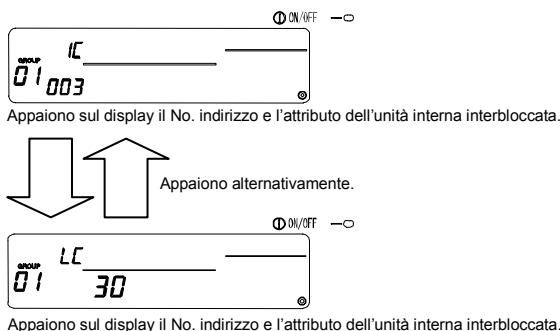 ON/OFF
IC
GROUP
01 003
Appaiono sul display il No. indirizzo e l'attributo dell'unità interna interbloccata.
Appaiono alternativamente.
ON/OFF
LC
GROUP
01 30
Appaiono sul display il No. indirizzo e l'attributo dell'unità interna interbloccata.